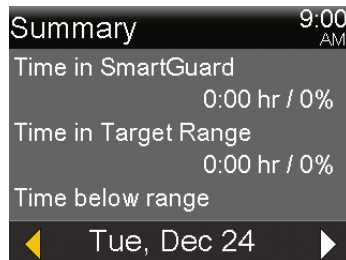 Summary
9:00
AM
Time in SmartGuard
0:00 hr / 0%
Time in Target Range
0:00 hr / 0%
Time below range
Tue, Dec 24